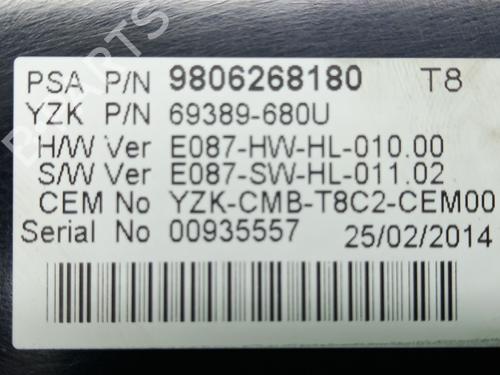 PSA P/N 9806268180 T8
YZK P/N 69389-680U
H/W Ver E087-HW-HL-010.00
S/W Ver E087-SW-HL-011.02
CEM No YZK-CMB-T8C2-CEM00
Serial No 00935557 25/02/2014